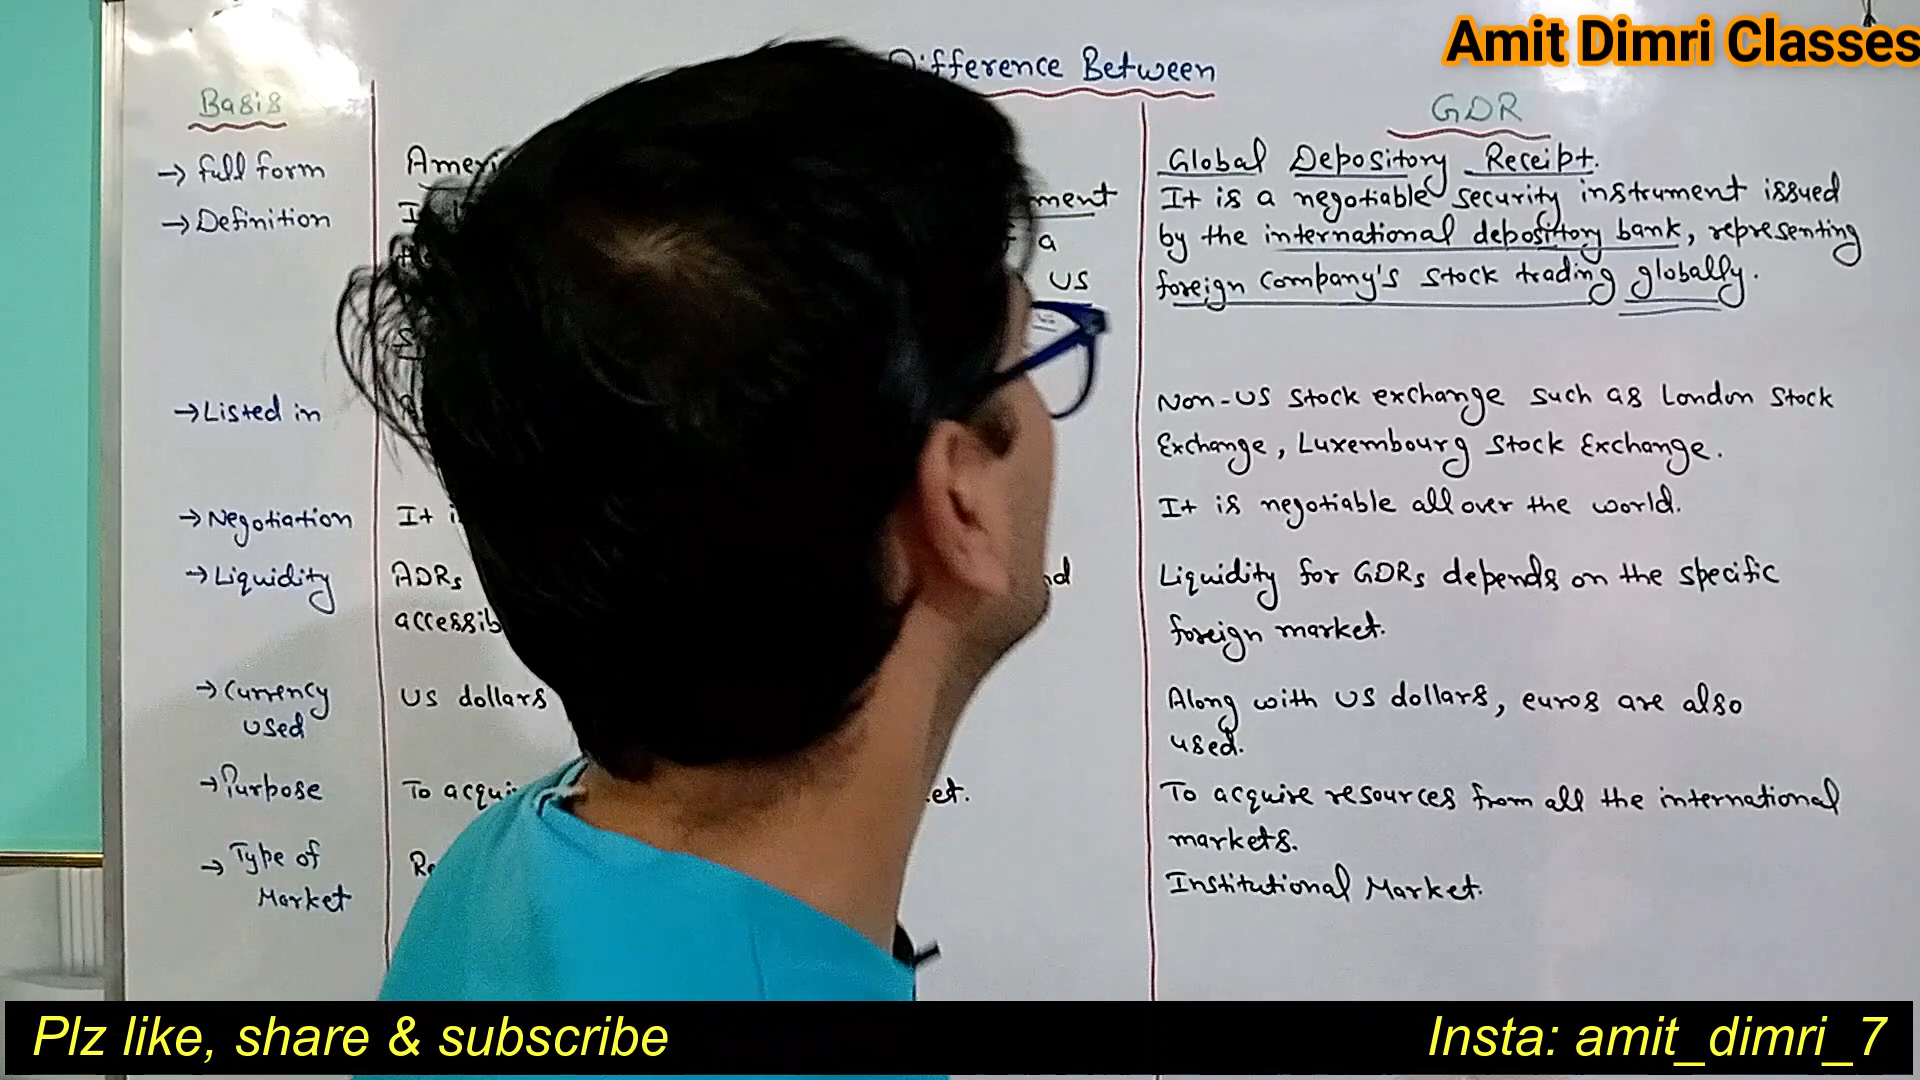 Amit Dimri Classes
Difference Between
Basis
GDR
→ Full form
Global Depository Receipt.
→ Definition
ment
It is a negotiable security instrument issued
a
by the international depository bank, representing
US
foreign company's stock trading globally.
→ Listed in
Non-US stock exchange such as London Stock
Exchange, Luxembourg Stock Exchange.
→ Negotiation
It
It is negotiable all over the world.
→ Liquidity
ADRs
Liquidity for GDRs depends on the specific
foreign market.
→ Currency
used
US dollars
Along with US dollars, euros are also
used.
→ Purpose
To
To acquire resources from all the international
markets.
→ Type of
Market
Institutional Market.
Plz like, share & subscribe
Insta: amit_dimri_7